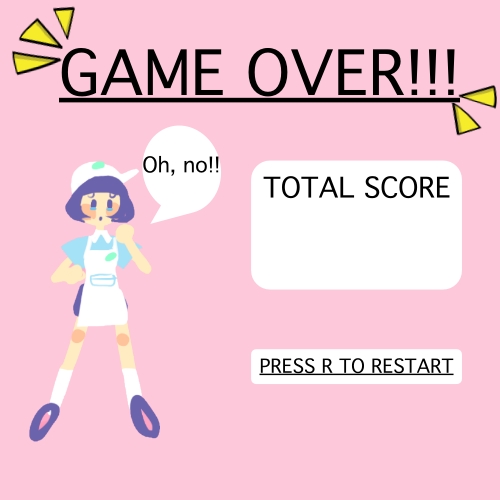 GAME OVER!!!
Oh, no!!
TOTAL SCORE
PRESS R TO RESTART